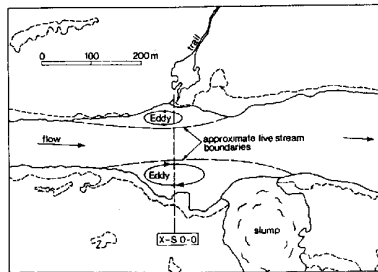 trail
0 100 200 m
Eddy
flow
approximate live stream
boundaries
Eddy
slump
X-S 0-0